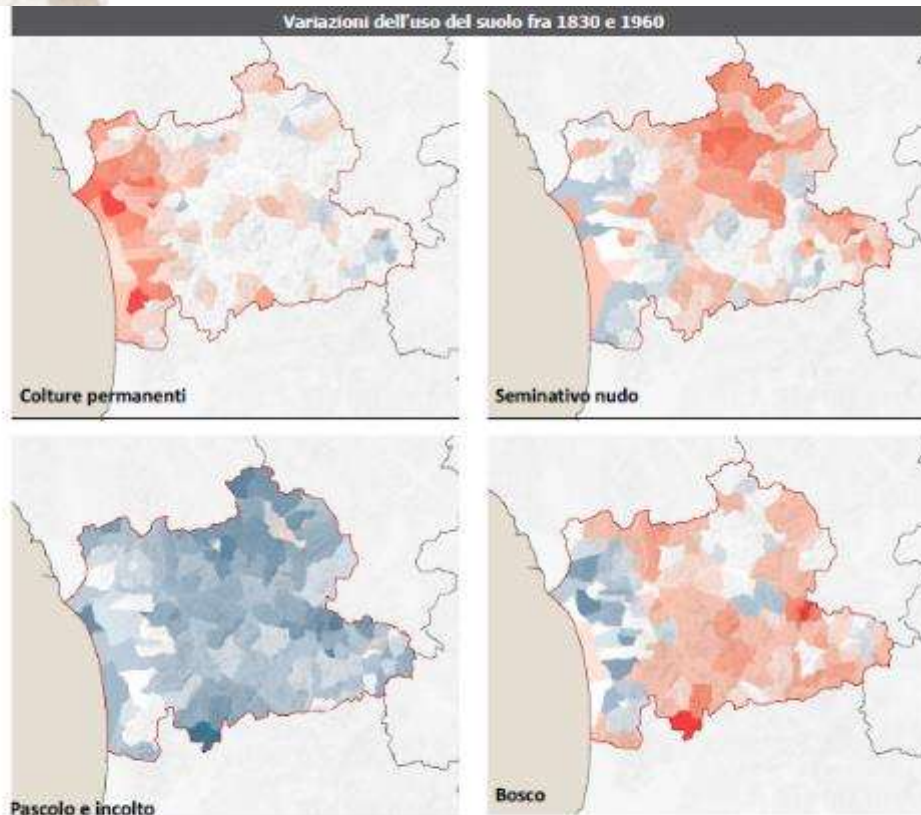 Variazioni dell'uso del suolo fra 1830 e 1960
Colture permanenti
Seminativo nudo
Pascolo e incolto
Bosco